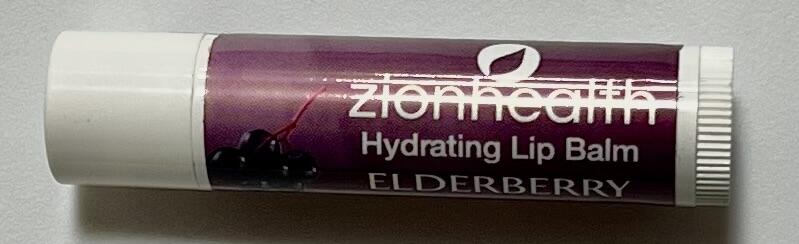 zionhealth
Hydrating Lip Balm
ELDERBERRY